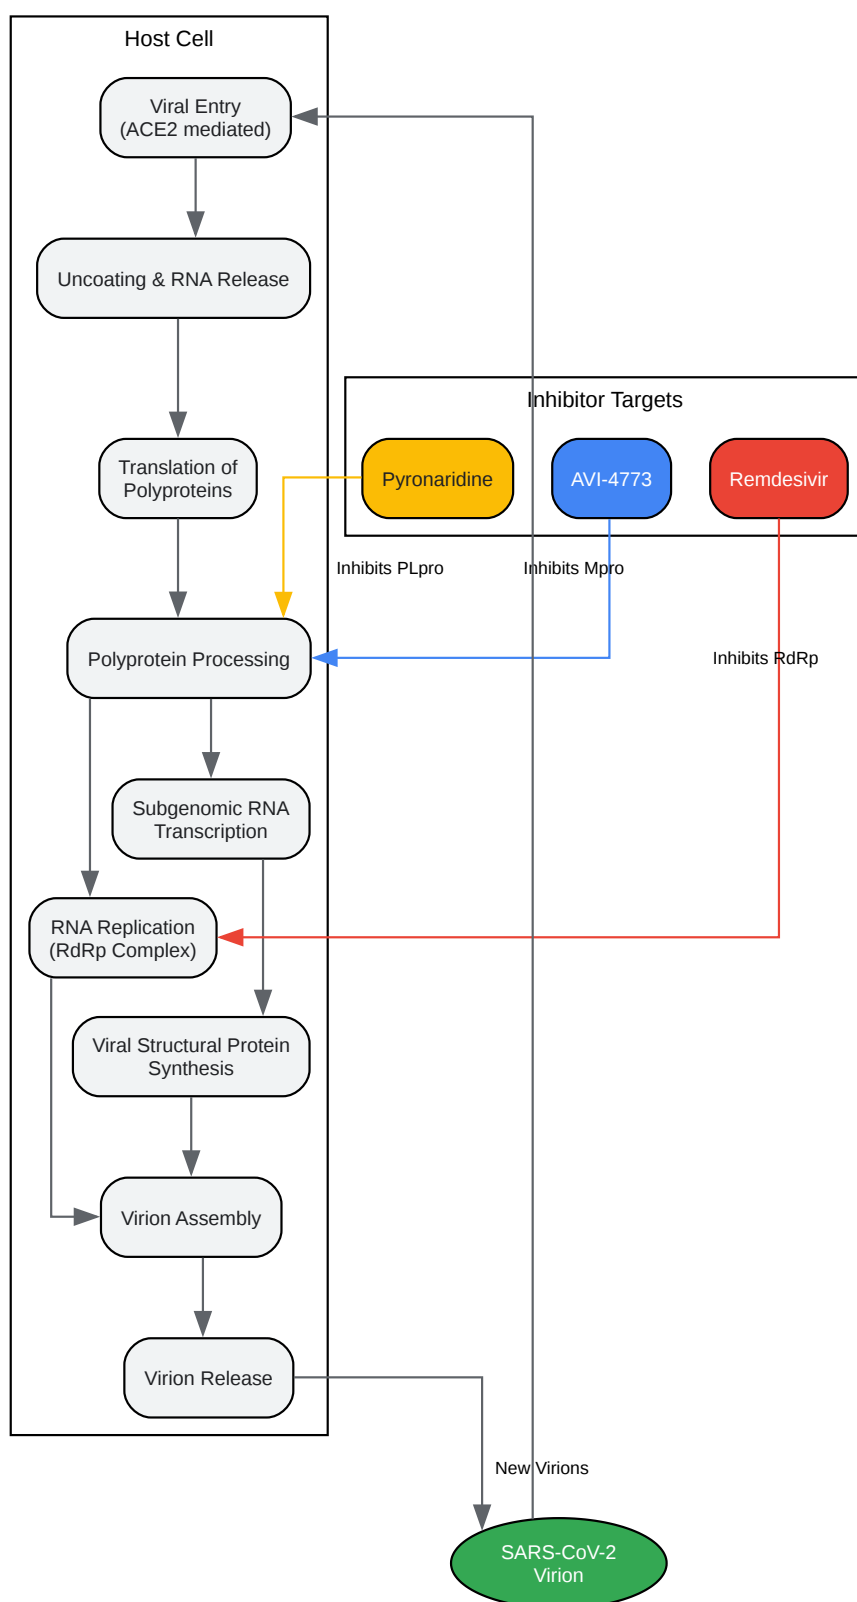 Host Cell
Viral Entry
(ACE2 mediated)
Uncoating & RNA Release
Inhibitor Targets
Translation of
Polyproteins
Pyronaridine
AVI-4773
Remdesivir
Inhibits PLpro
Inhibits Mpro
Polyprotein Processing
Inhibits RdRp
Subgenomic RNA
Transcription
RNA Replication
(RdRp Complex)
Viral Structural Protein
Synthesis
Virion Assembly
Virion Release
New Virions
SARS-CoV-2
Virion